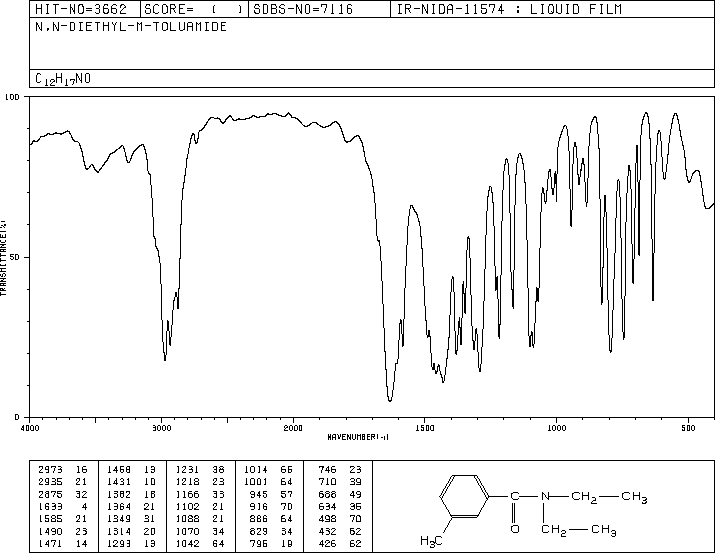 HIT-NO=3662 SCORE= ( ) SDBS-NO=7116 IR-NIDA-11574 : LIQUID FILM
N,N-DIETHYL-M-TOLUAMIDE
C12H17NO
100
50
0
TRANSMITTANCE(%)
4000 3000 2000 1500 1000 500
WAVENUMBER(-1)
2973 16 1458 13 1231 38 1014 66 746 23
2935 21 1431 10 1218 23 1001 64 710 39
2875 32 1382 18 1166 33 945 57 688 49
1633 4 1364 21 1102 21 916 70 634 35
1585 21 1349 31 1088 21 886 64 498 70
1490 23 1314 20 1070 34 829 34 432 62
1471 14 1293 13 1042 64 795 19 426 62
C N CH2 CH3
O CH2 CH3
H3C